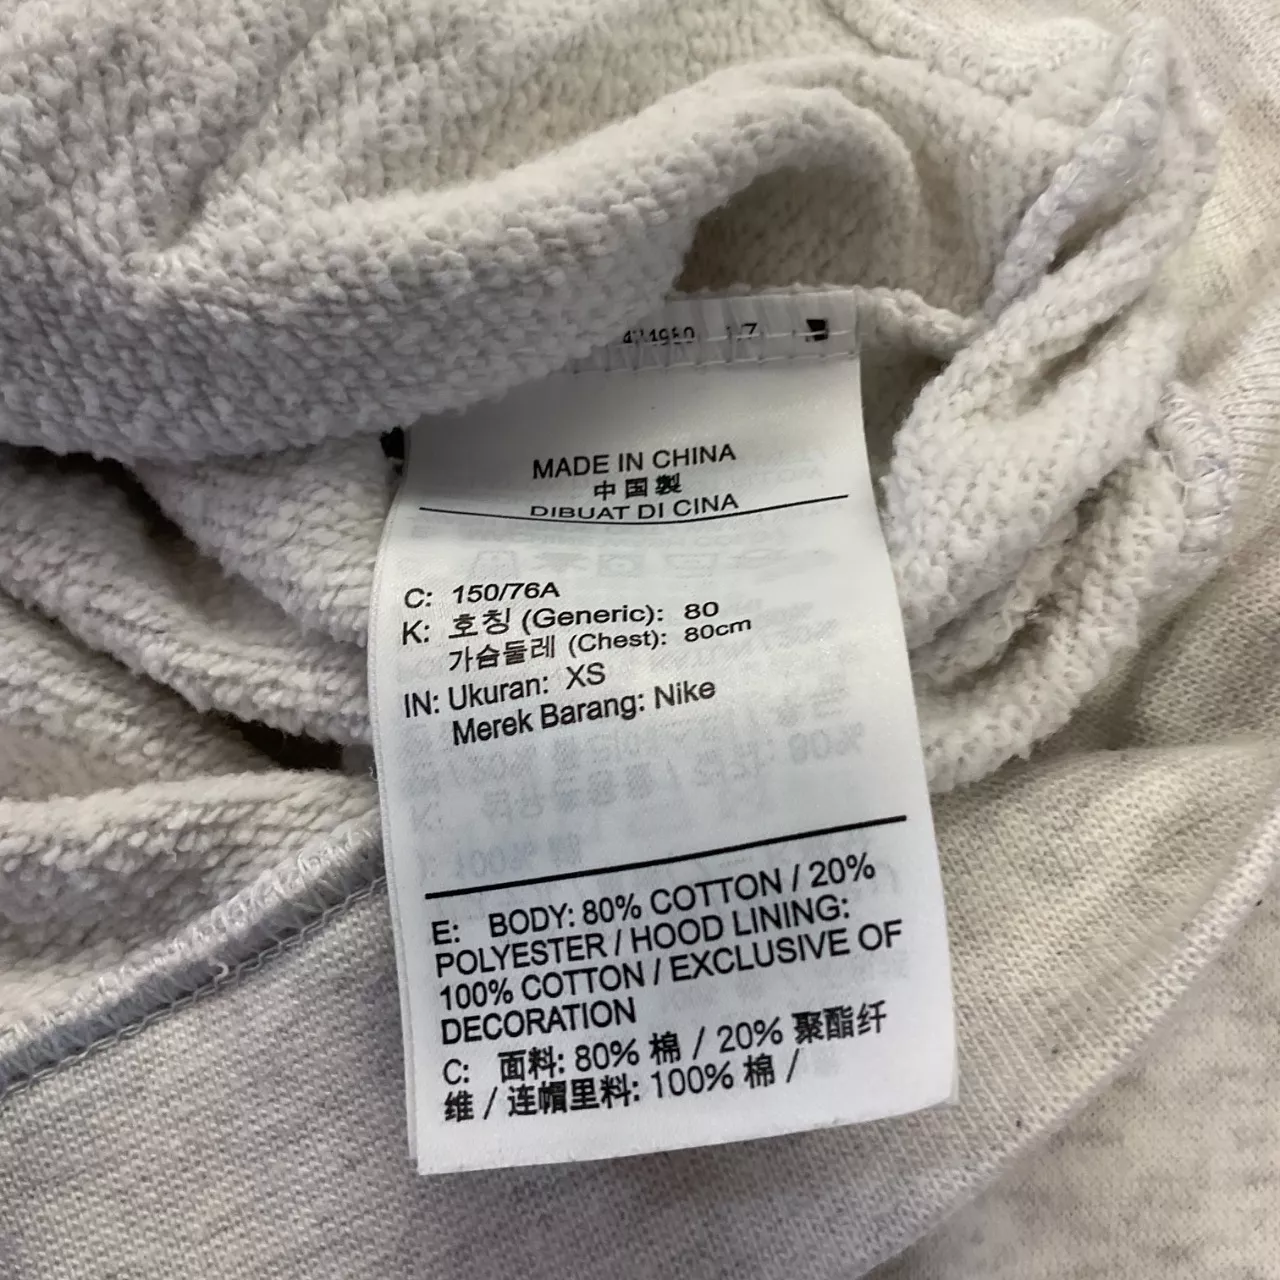 MADE IN CHINA
中国製
DIBUAT DI CINA
C: 150/76A
K: 호칭 (Generic): 80
가슴둘레 (Chest): 80cm
IN: Ukuran: XS
Merek Barang: Nike
E: BODY: 80% COTTON / 20%
POLYESTER / HOOD LINING:
100% COTTON / EXCLUSIVE OF
DECORATION
C: 面料: 80% 棉 / 20% 聚酯纤
维 / 连帽里料: 100% 棉 /